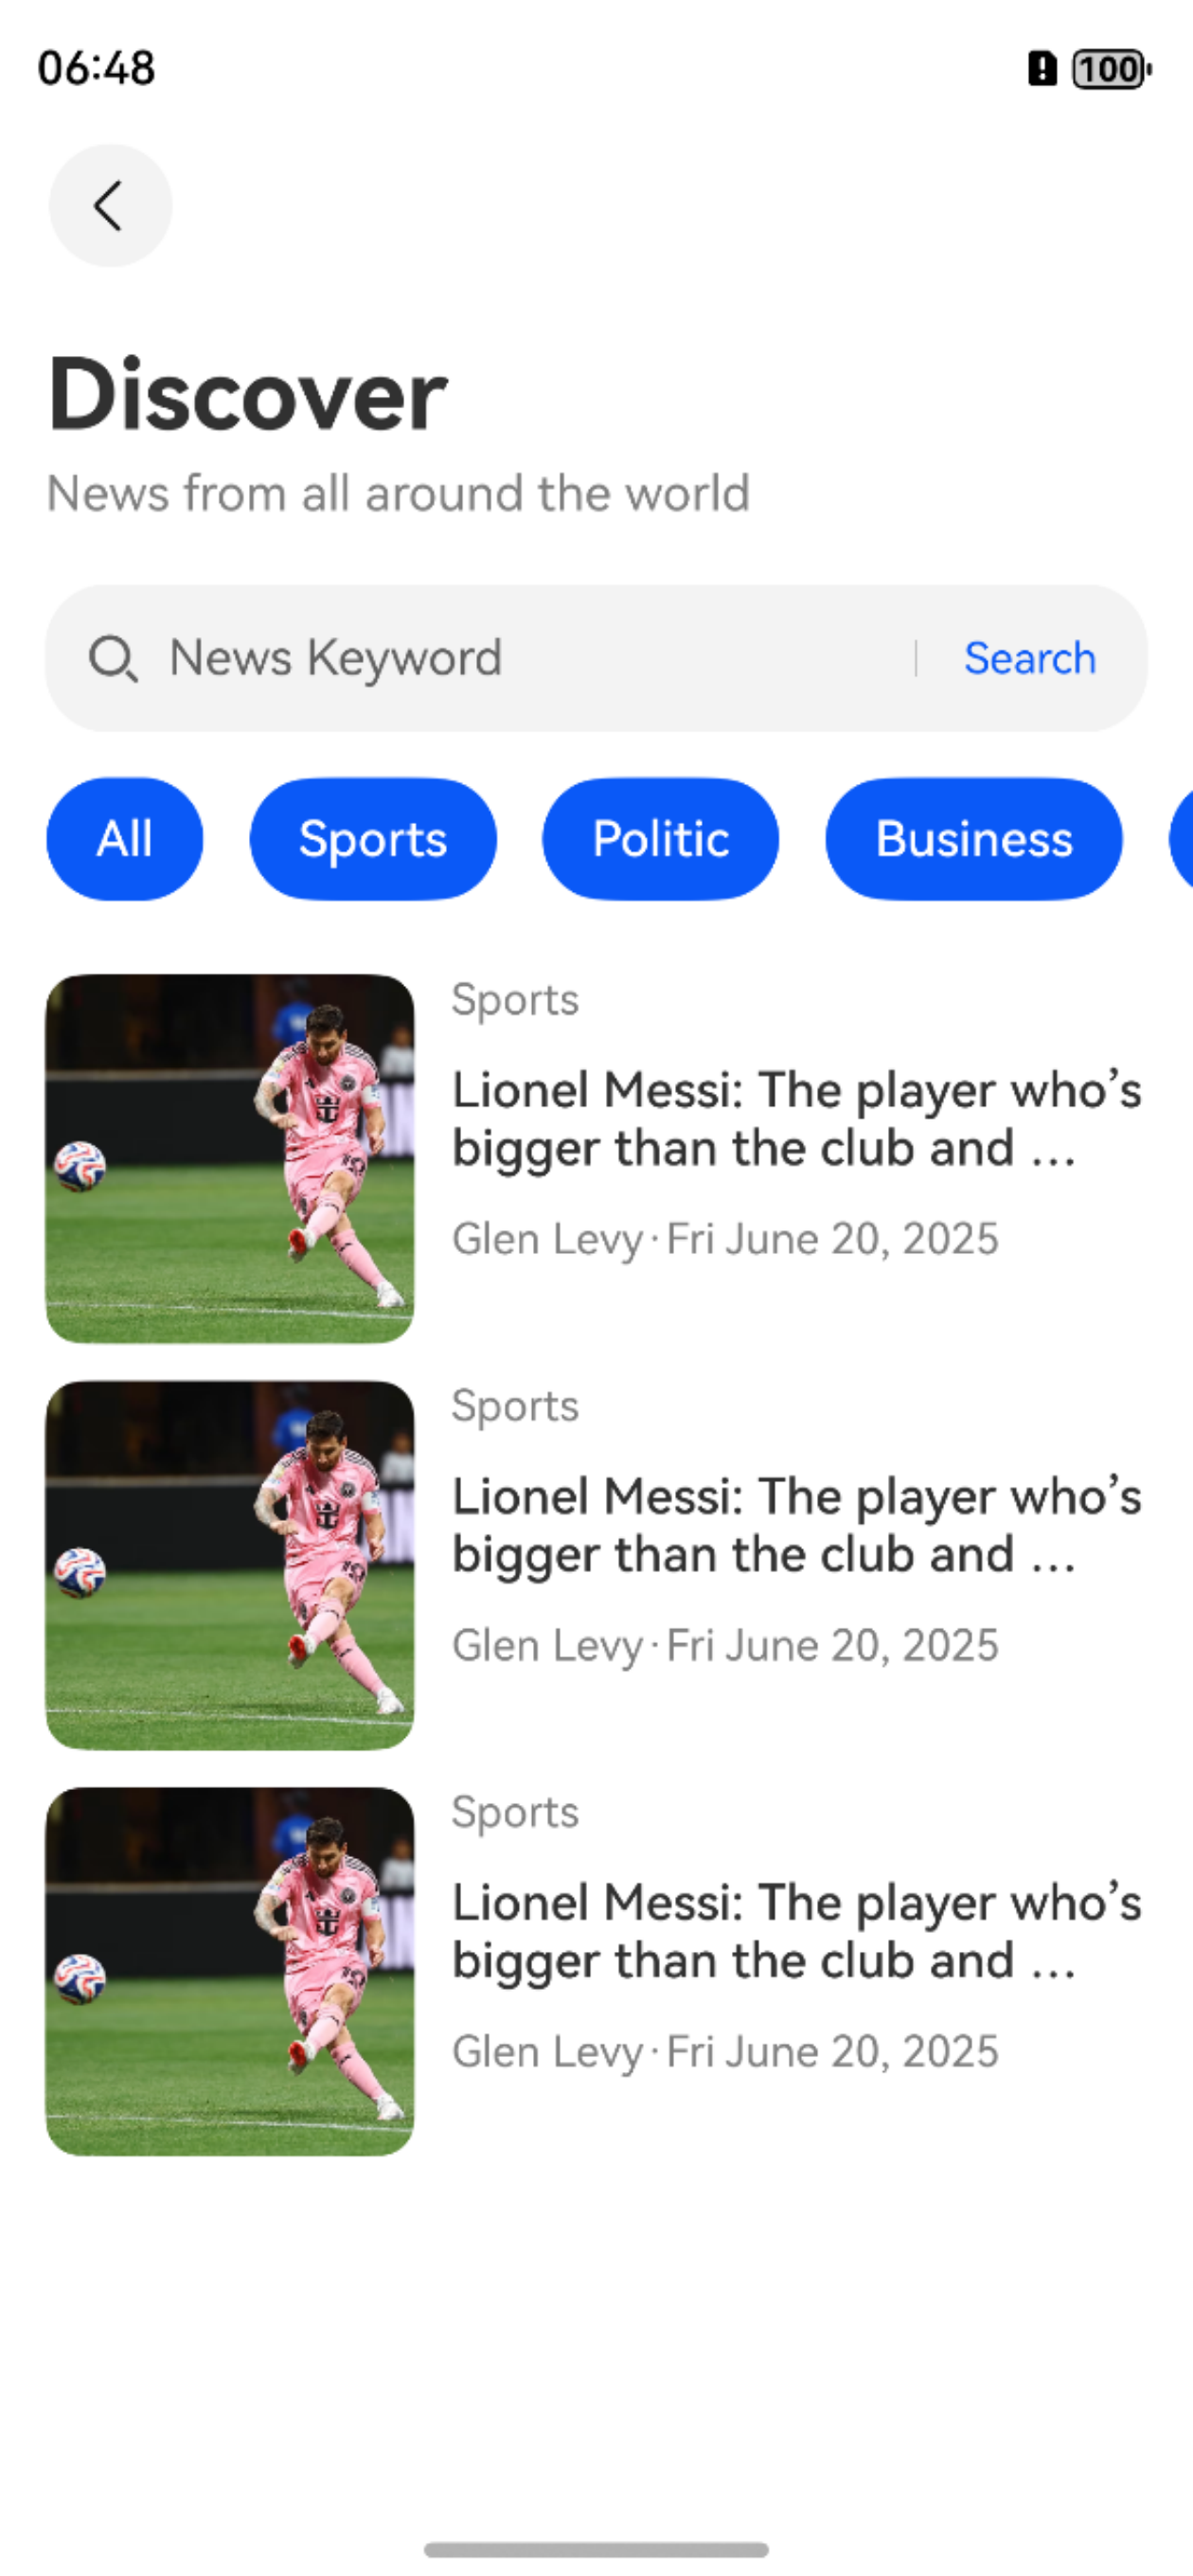 06:48
100
Discover
News from all around the world
News Keyword
Search
All
Sports
Politic
Business
Sports
Lionel Messi: The player who’s
bigger than the club and ...
Glen Levy · Fri June 20, 2025
Sports
Lionel Messi: The player who’s
bigger than the club and ...
Glen Levy · Fri June 20, 2025
Sports
Lionel Messi: The player who’s
bigger than the club and ...
Glen Levy · Fri June 20, 2025